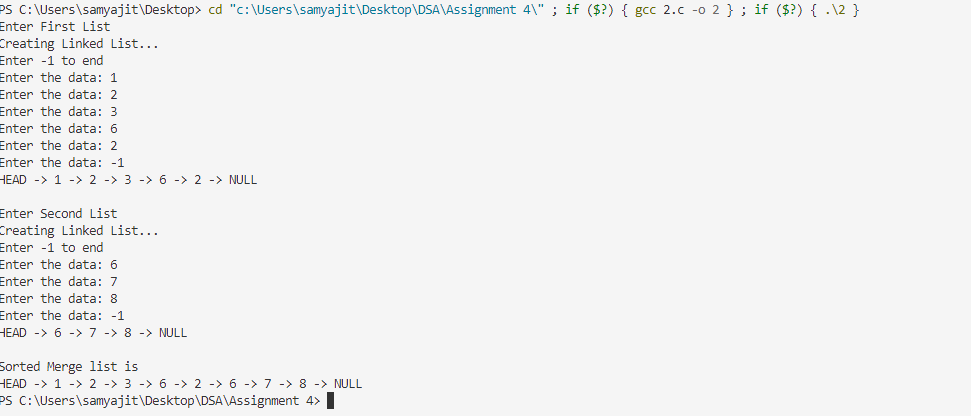 PS C:\Users\samyajit\Desktop> cd "c:\Users\samyajit\Desktop\DSA\Assignment 4\" ; if ($?) { gcc 2.c -o 2 } ; if ($?) { .\2 }
Enter First List
Creating Linked List...
Enter -1 to end
Enter the data: 1
Enter the data: 2
Enter the data: 3
Enter the data: 6
Enter the data: 2
Enter the data: -1
HEAD -> 1 -> 2 -> 3 -> 6 -> 2 -> NULL

Enter Second List
Creating Linked List...
Enter -1 to end
Enter the data: 6
Enter the data: 7
Enter the data: 8
Enter the data: -1
HEAD -> 6 -> 7 -> 8 -> NULL

Sorted Merge list is
HEAD -> 1 -> 2 -> 3 -> 6 -> 2 -> 6 -> 7 -> 8 -> NULL
PS C:\Users\samyajit\Desktop\DSA\Assignment 4>